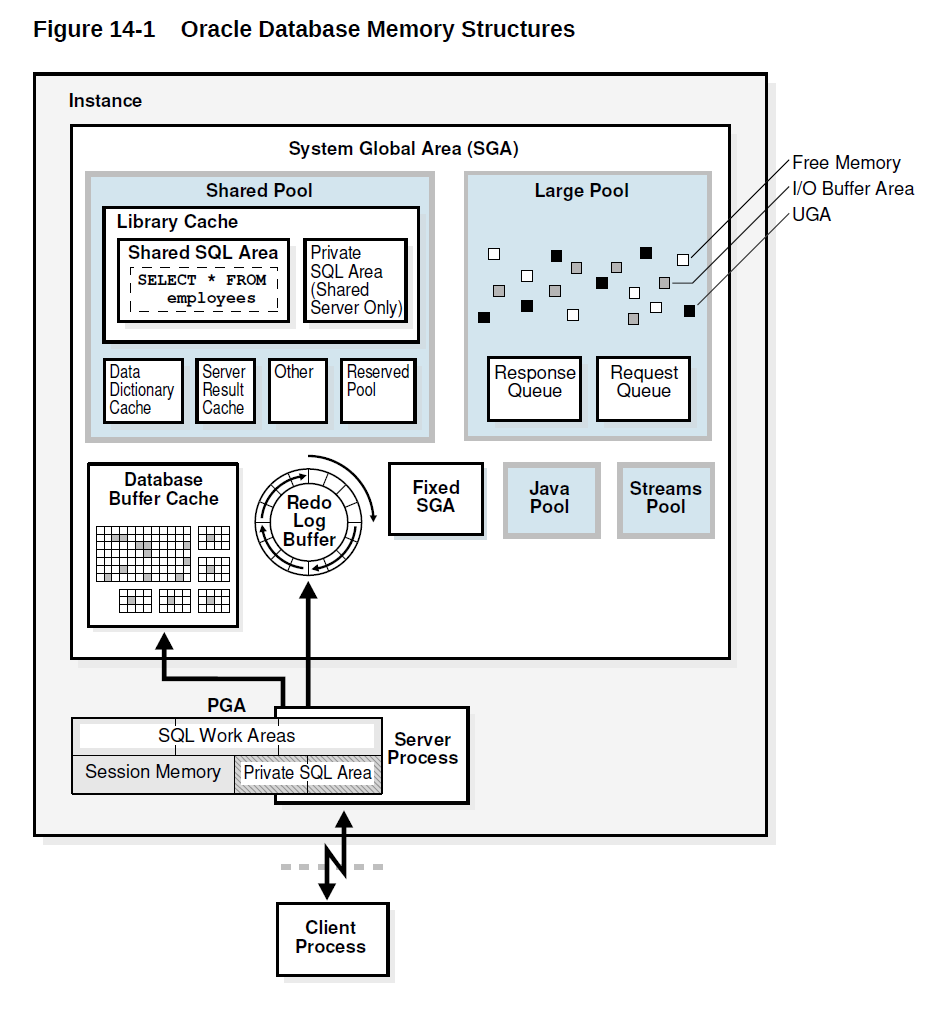 Figure 14-1 Oracle Database Memory Structures
Instance
System Global Area (SGA)
Shared Pool
Library Cache
Shared SQL Area
SELECT * FROM
employees
Private
SQL Area
(Shared
Server Only)
Data
Dictionary
Cache
Server
Result
Cache
Other
Reserved
Pool
Large Pool
Free Memory
I/O Buffer Area
UGA
Response
Queue
Request
Queue
Database
Buffer Cache
Redo
Log
Buffer
Fixed
SGA
Java
Pool
Streams
Pool
PGA
SQL Work Areas
Session Memory
Private SQL Area
Server
Process
Client
Process